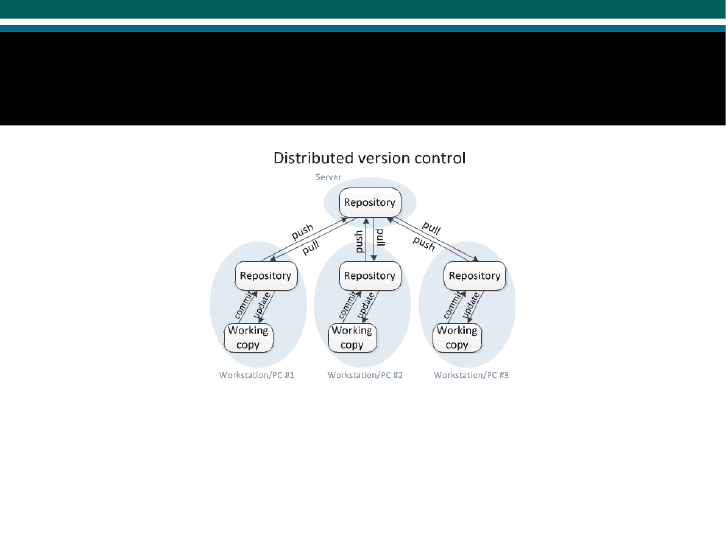 Distributed version control
Server
Repository
push
pull
push
pull
pull
push
Repository
Repository
Repository
commit
update
commit
update
commit
update
Working
copy
Working
copy
Working
copy
Workstation/PC #1
Workstation/PC #2
Workstation/PC #3